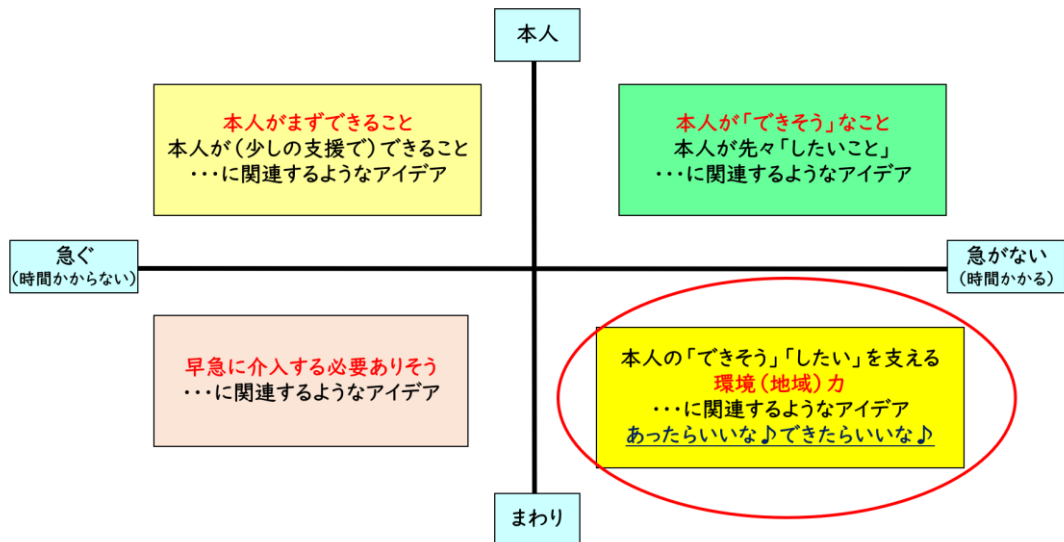 本人
本人がまずできること
本人が(少しの支援で)できること
・・・に関連するようなアイデア
本人が「できそう」なこと
本人が先々「したいこと」
・・・に関連するようなアイデア
急ぐ
(時間かからない)
急がない
(時間かかる)
早急に介入する必要ありそう
・・・に関連するようなアイデア
本人の「できそう」「したい」を支える
環境(地域)力
・・・に関連するようなアイデア
あったらいいな♪できたらいいな♪
まわり